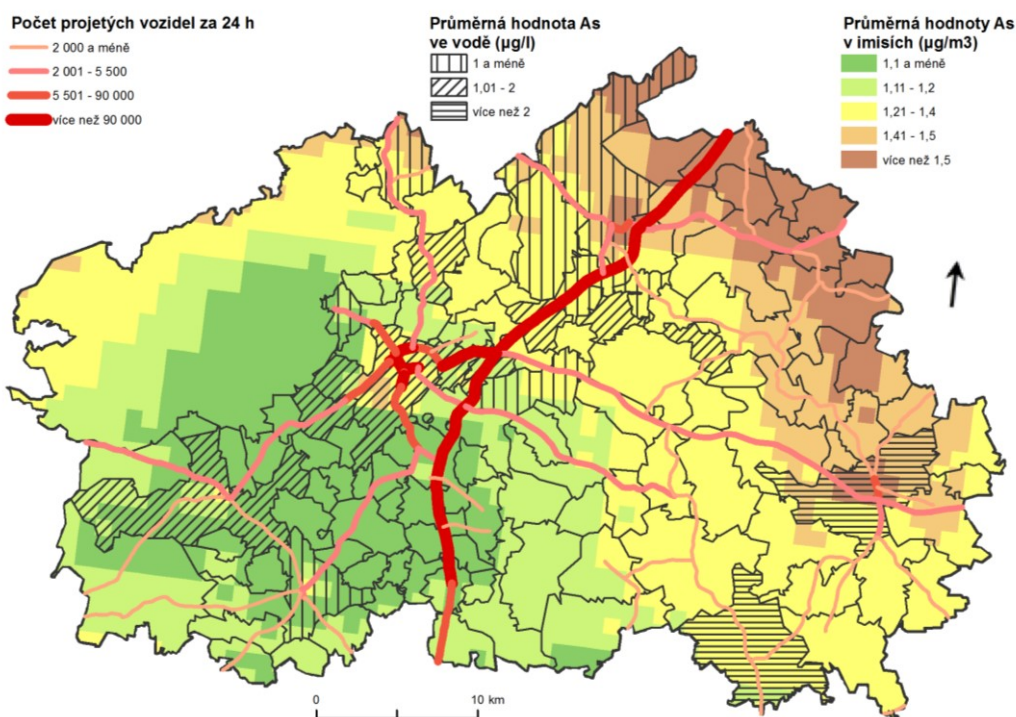 Počet projetých vozidel za 24 h
2 000 a méně
2 001 - 5 500
5 501 - 90 000
více než 90 000
Průměrná hodnota As
ve vodě (µg/l)
1 a méně
1,01 - 2
více než 2
Průměrná hodnoty As
v imisích (µg/m3)
1,1 a méně
1,11 - 1,2
1,21 - 1,4
1,41 - 1,5
více než 1,5
0 10 km